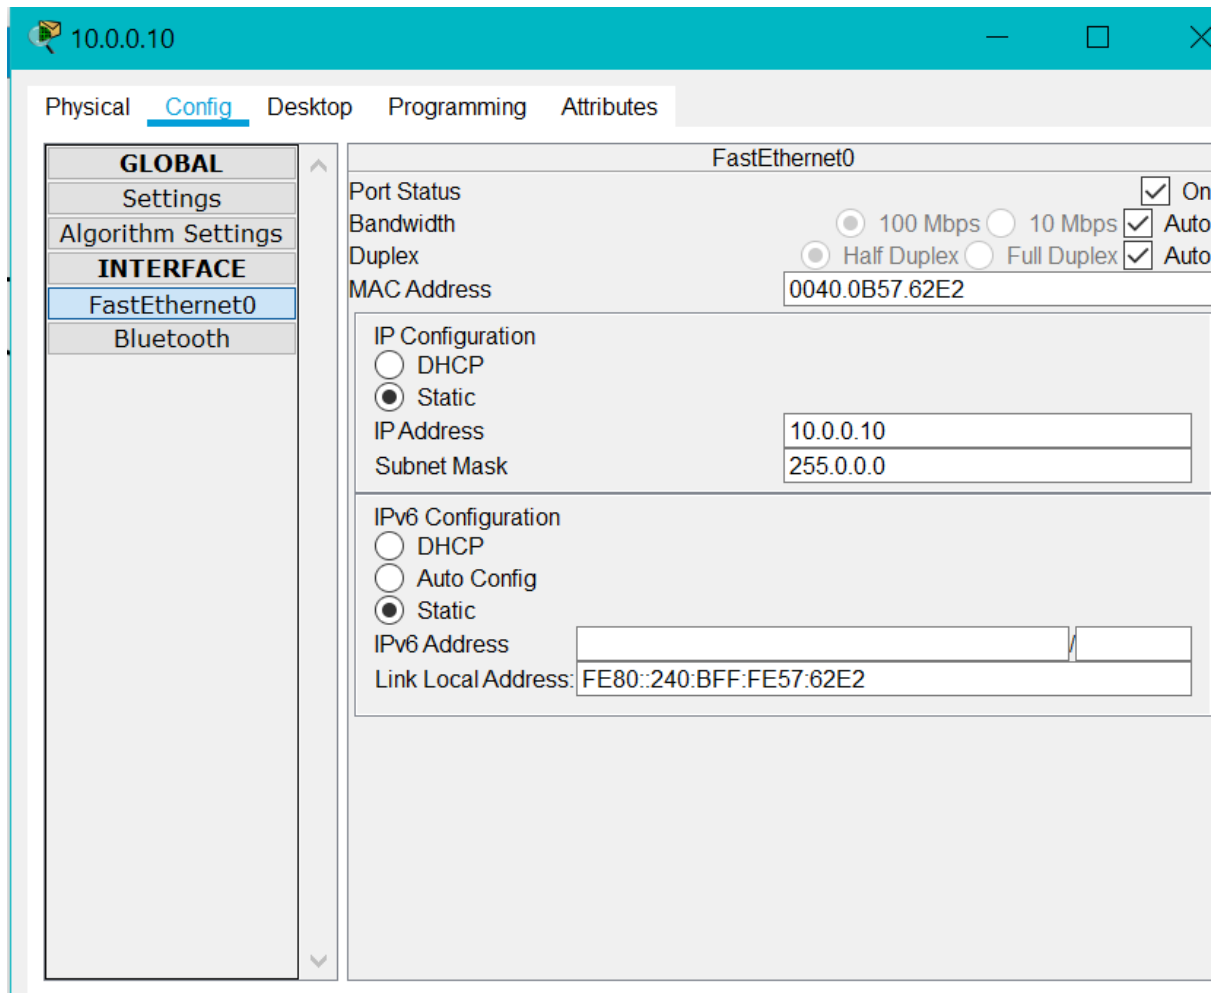 10.0.0.10
Physical Config Desktop Programming Attributes
GLOBAL
Settings
Algorithm Settings
INTERFACE
FastEthernet0
Bluetooth
FastEthernet0
Port Status On
Bandwidth 100 Mbps 10 Mbps Auto
Duplex Half Duplex Full Duplex Auto
MAC Address 0040.0B57.62E2
IP Configuration
DHCP
Static
IP Address 10.0.0.10
Subnet Mask 255.0.0.0
IPv6 Configuration
DHCP
Auto Config
Static
IPv6 Address /
Link Local Address: FE80::240:BFF:FE57:62E2